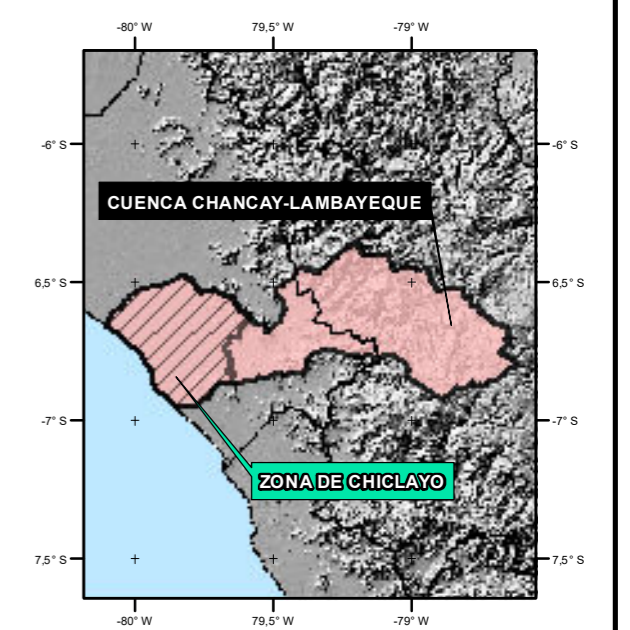 -80° W
79,5° W
-79° W
-6° S
-6° S
CUENCA CHANCAY-LAMBAYEQUE
6,5° S
6,5° S
-7° S
-7° S
ZONA DE CHICLAYO
7,5° S
7,5° S
-80° W
79,5° W
-79° W